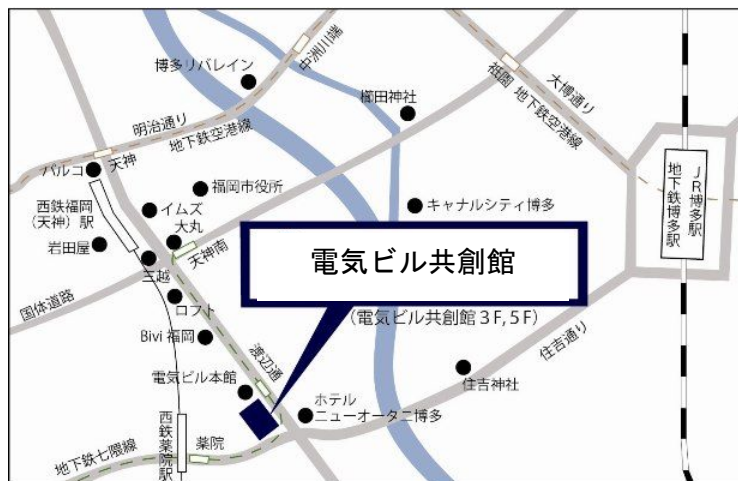 博多リバレイン
中洲川端
櫛田神社
祇園
大博通り
地下鉄空港線
明治通り
地下鉄空港線
パルコ
天神
福岡市役所
西鉄福岡
(天神)駅
イムズ
大丸
キャナルシティ博多
JR博多駅
地下鉄博多駅
岩田屋
天神南
三越
電気ビル共創館
(電気ビル共創館3F,5F)
国体道路
ロフト
Bivi福岡
渡辺通
住吉通り
電気ビル本館
住吉神社
ホテル
ニューオータニ博多
西鉄薬院駅
薬院
地下鉄七隈線